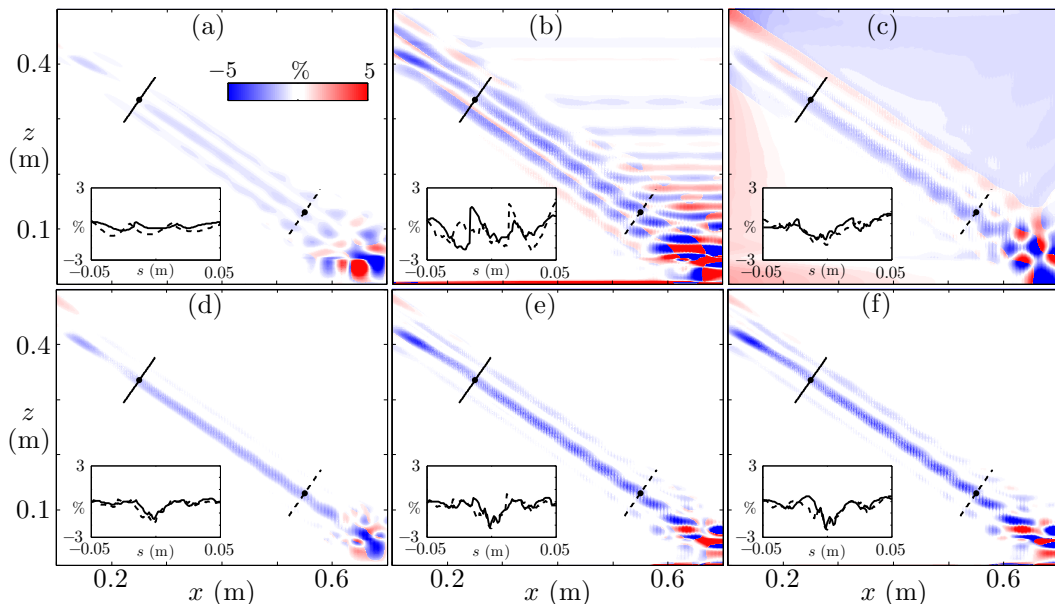 (a) (b) (c)
−5 % 5
0.4
z
(m)
0.1
3 3 3
% % %
−3 −3 −3
-0.05 s (m) 0.05 -0.05 s (m) 0.05 -0.05 s (m) 0.05
(d) (e) (f)
0.4
z
(m)
0.1
3 3 3
% % %
−3 −3 −3
-0.05 s (m) 0.05 -0.05 s (m) 0.05 -0.05 s (m) 0.05
0.2 0.6 0.2 0.6 0.2 0.6
x (m) x (m) x (m)